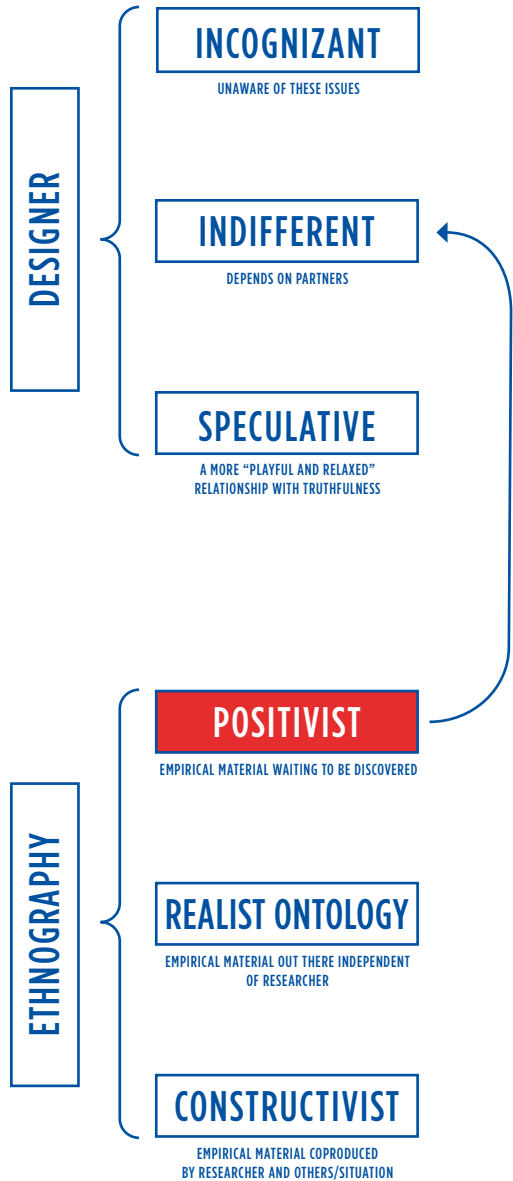 DESIGNER
INCOGNIZANT
UNAWARE OF THESE ISSUES
INDIFFERENT
DEPENDS ON PARTNERS
SPECULATIVE
A MORE “PLAYFUL AND RELAXED”
RELATIONSHIP WITH TRUTHFULNESS
ETHNOGRAPHY
POSITIVIST
EMPIRICAL MATERIAL WAITING TO BE DISCOVERED
REALIST ONTOLOGY
EMPIRICAL MATERIAL OUT THERE INDEPENDENT
OF RESEARCHER
CONSTRUCTIVIST
EMPIRICAL MATERIAL COPRODUCED
BY RESEARCHER AND OTHERS/SITUATION